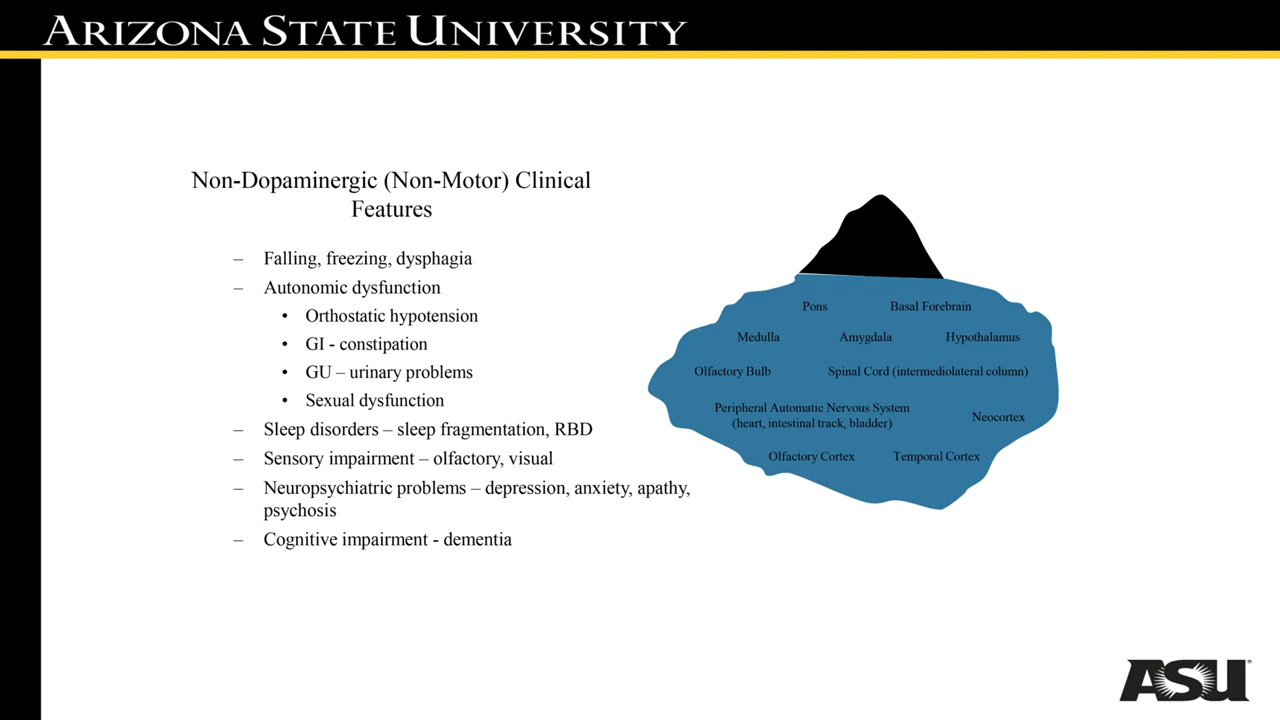 ARIZONA STATE UNIVERSITY
Non-Dopaminergic (Non-Motor) Clinical
Features
– Falling, freezing, dysphagia
– Autonomic dysfunction
• Orthostatic hypotension
• GI - constipation
• GU – urinary problems
• Sexual dysfunction
– Sleep disorders – sleep fragmentation, RBD
– Sensory impairment – olfactory, visual
– Neuropsychiatric problems – depression, anxiety, apathy,
psychosis
– Cognitive impairment - dementia
Pons Basal Forebrain
Medulla Amygdala Hypothalamus
Olfactory Bulb Spinal Cord (intermediolateral column)
Peripheral Automatic Nervous System
(heart, intestinal track, bladder)
Neocortex
Olfactory Cortex Temporal Cortex
ASU